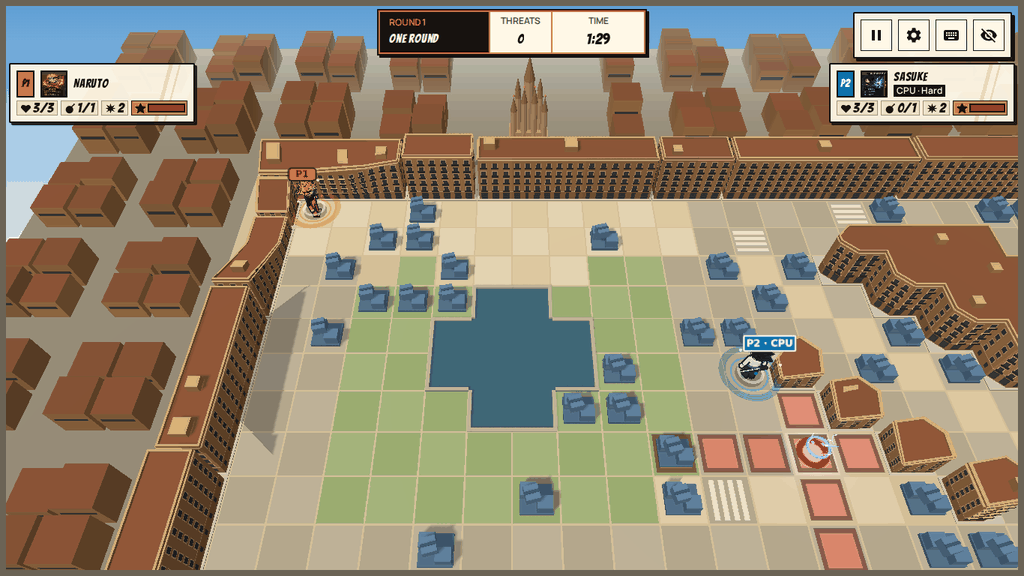 ROUND 1
ONE ROUND
THREATS
0
TIME
1:29
P1
NARUTO
3/3
1/1
2
P2
SASUKE
CPU · Hard
3/3
0/1
2
P1
P2 · CPU